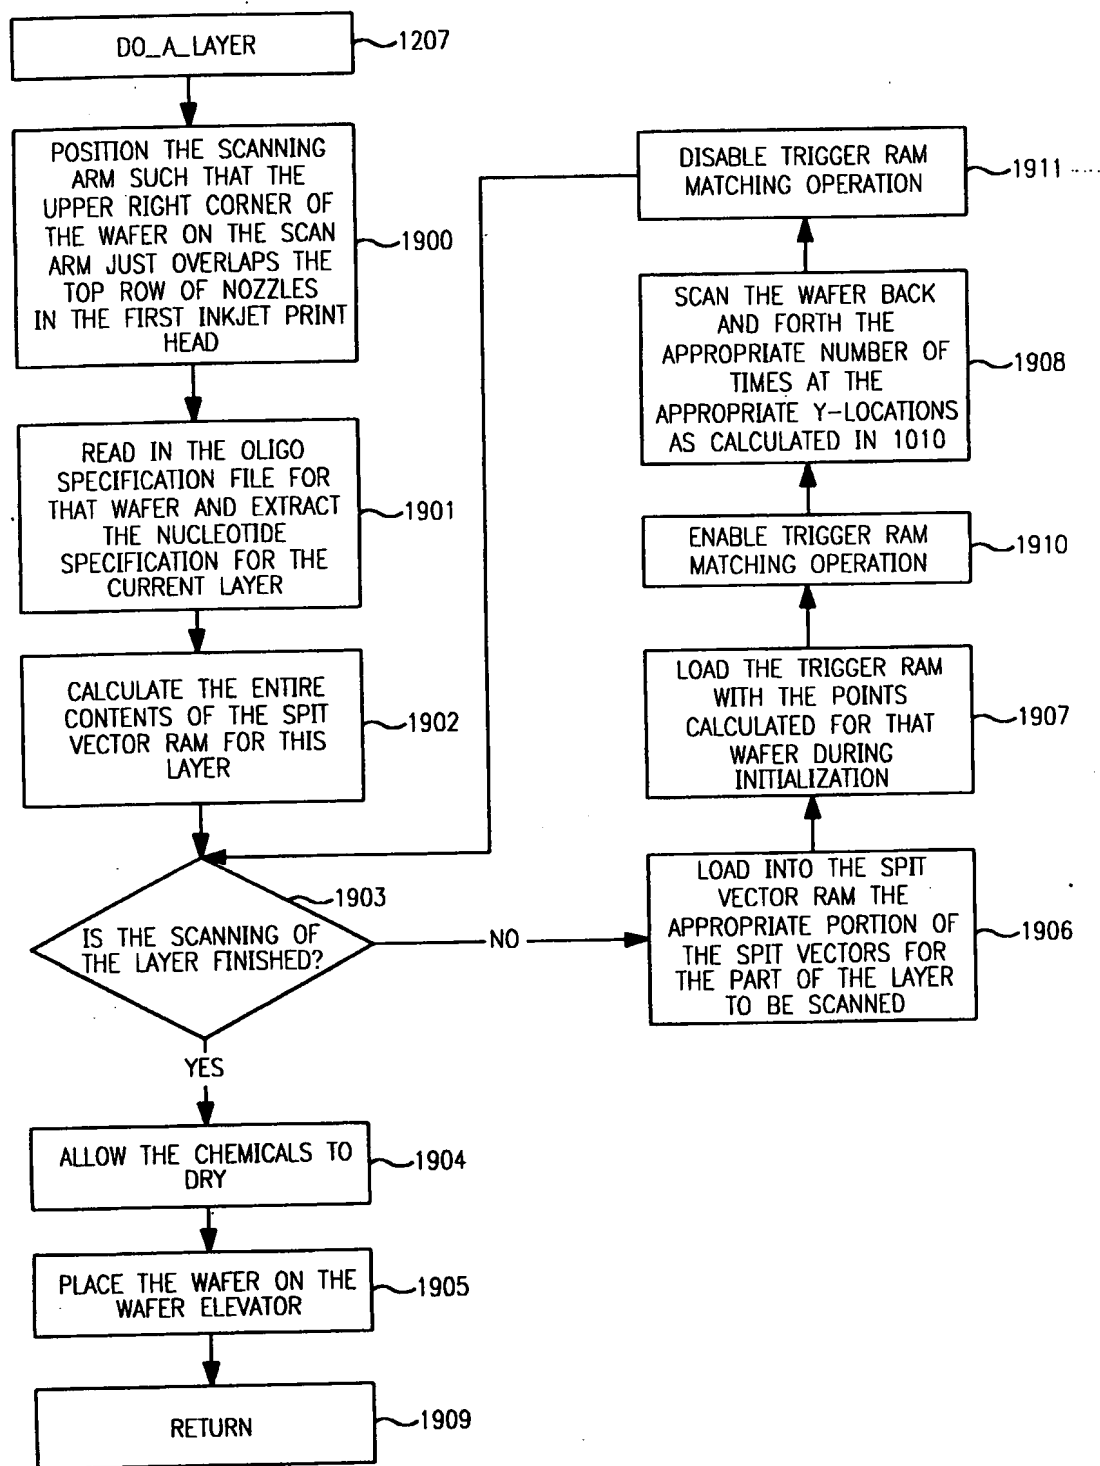 DO_A_LAYER
1207
POSITION THE SCANNING
ARM SUCH THAT THE
UPPER RIGHT CORNER OF
THE WAFER ON THE SCAN
ARM JUST OVERLAPS THE
TOP ROW OF NOZZLES
IN THE FIRST INKJET PRINT
HEAD
1900
READ IN THE OLIGO
SPECIFICATION FILE FOR
THAT WAFER AND EXTRACT
THE NUCLEOTIDE
SPECIFICATION FOR THE
CURRENT LAYER
1901
CALCULATE THE ENTIRE
CONTENTS OF THE SPIT
VECTOR RAM FOR THIS
LAYER
1902
1903
IS THE SCANNING OF
THE LAYER FINISHED?
NO
YES
ALLOW THE CHEMICALS TO
DRY
1904
PLACE THE WAFER ON THE
WAFER ELEVATOR
1905
RETURN
1909
DISABLE TRIGGER RAM
MATCHING OPERATION
1911
SCAN THE WAFER BACK
AND FORTH THE
APPROPRIATE NUMBER OF
TIMES AT THE
APPROPRIATE Y-LOCATIONS
AS CALCULATED IN 1010
1908
ENABLE TRIGGER RAM
MATCHING OPERATION
1910
LOAD THE TRIGGER RAM
WITH THE POINTS
CALCULATED FOR THAT
WAFER DURING
INITIALIZATION
1907
LOAD INTO THE SPIT
VECTOR RAM THE
APPROPRIATE PORTION OF
THE SPIT VECTORS FOR
THE PART OF THE LAYER
TO BE SCANNED
1906